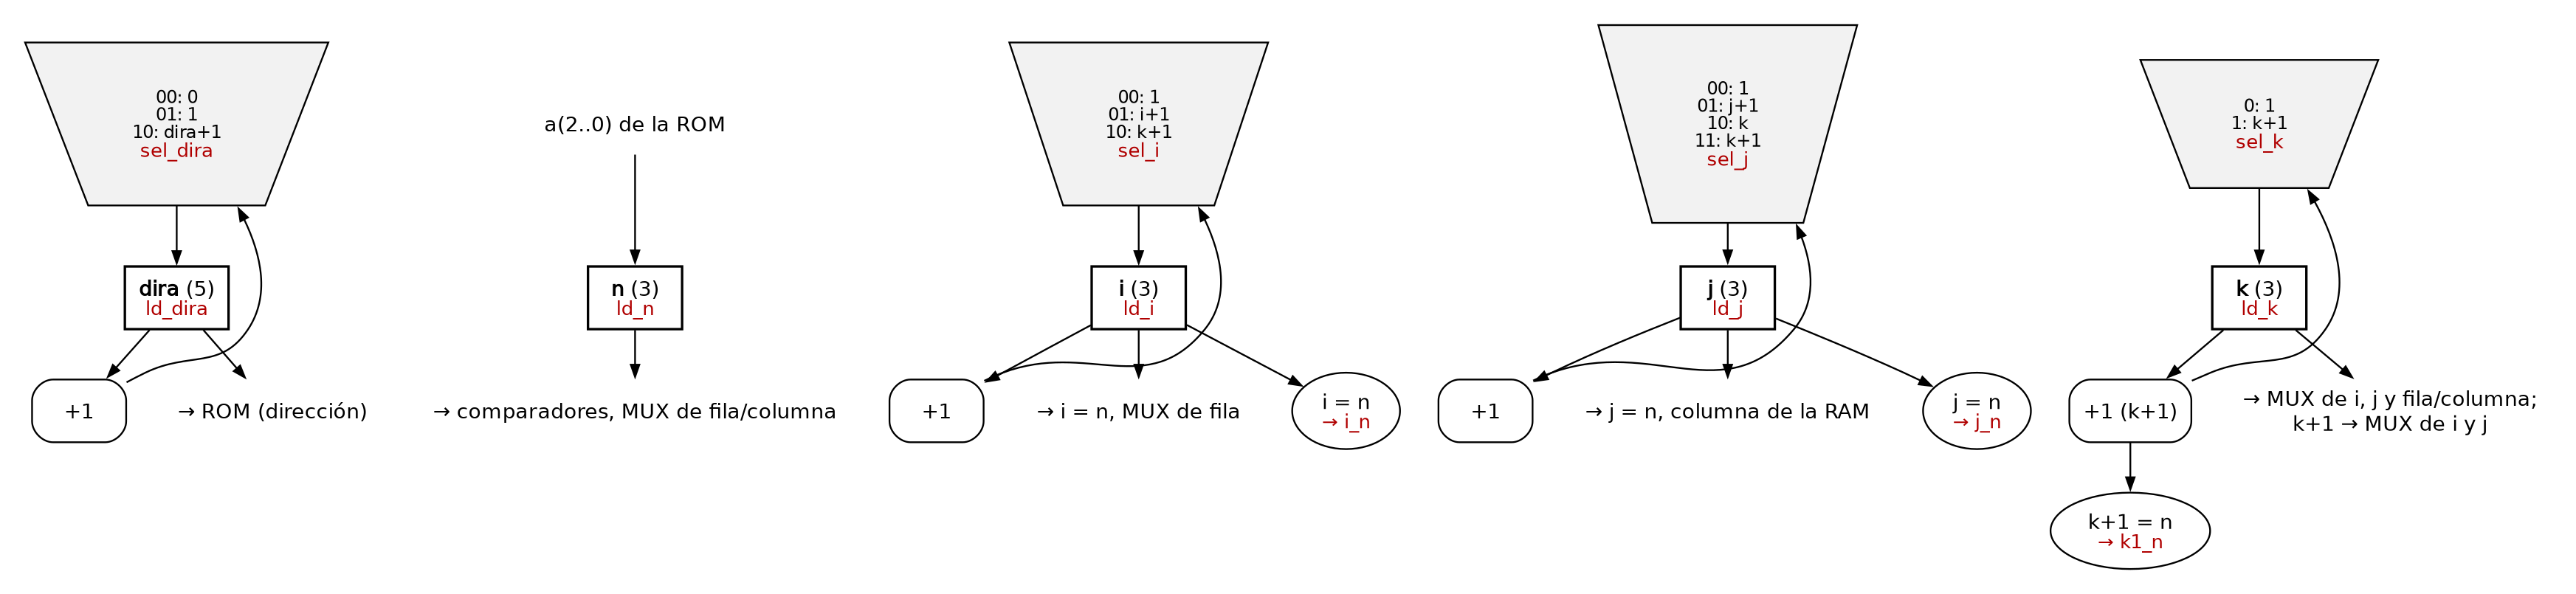 00: 0
01: 1
10: dira+1
sel_dira
dira (5)
ld_dira
+1
→ ROM (dirección)
a(2..0) de la ROM
n (3)
ld_n
→ comparadores, MUX de fila/columna
00: 1
01: i+1
10: k+1
sel_i
i (3)
ld_i
+1
→ i = n, MUX de fila
i = n
→ i_n
00: 1
01: j+1
10: k
11: k+1
sel_j
j (3)
ld_j
+1
→ j = n, columna de la RAM
j = n
→ j_n
0: 1
1: k+1
sel_k
k (3)
ld_k
+1 (k+1)
→ MUX de i, j y fila/columna;
k+1 → MUX de i y j
k+1 = n
→ k1_n